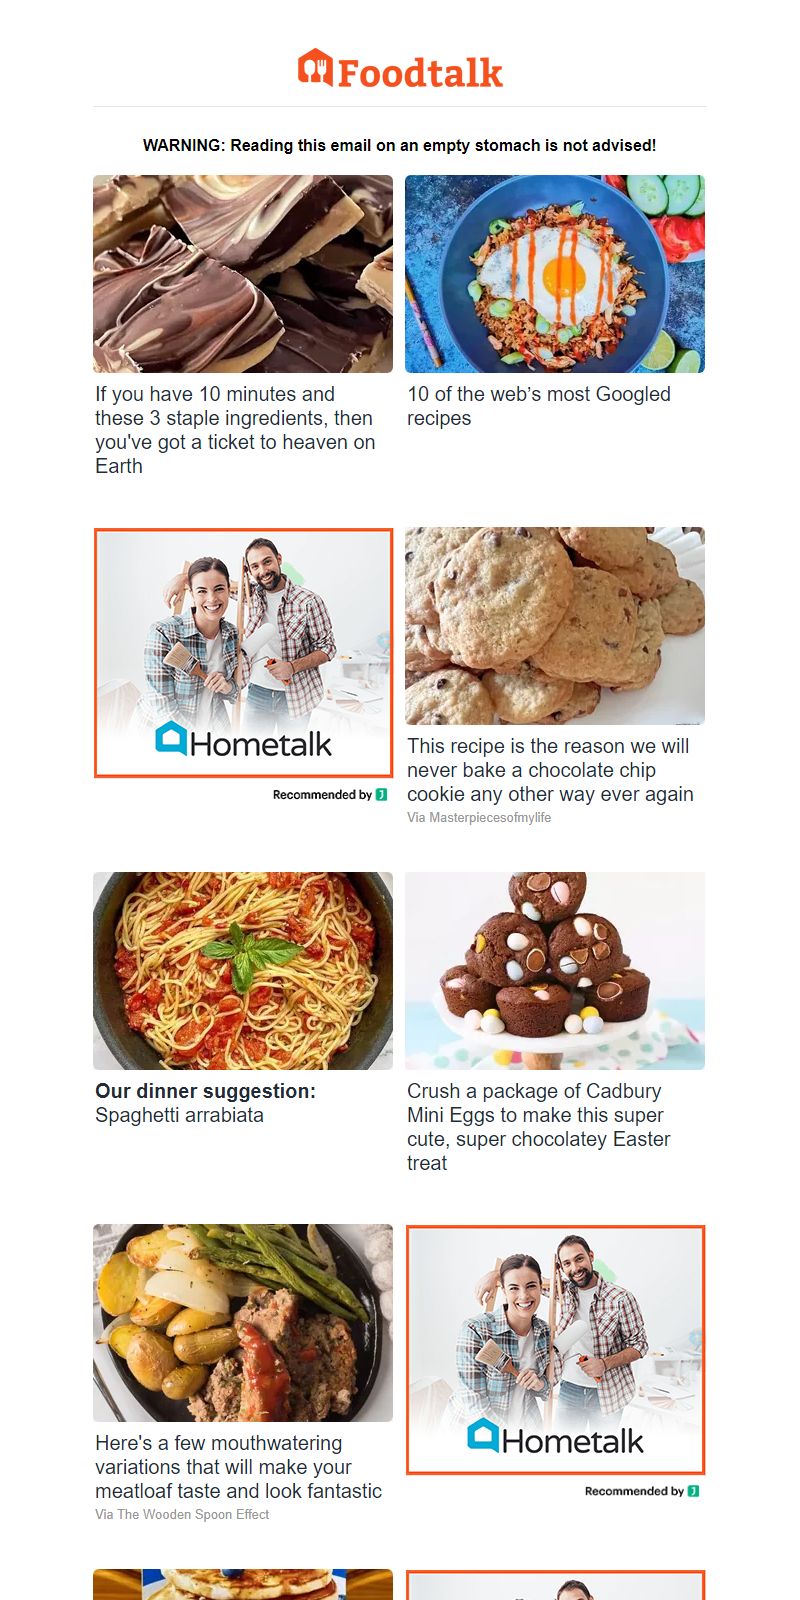 Foodtalk
WARNING: Reading this email on an empty stomach is not advised!
If you have 10 minutes and
these 3 staple ingredients, then
you've got a ticket to heaven on
Earth
10 of the web’s most Googled
recipes
Hometalk
Recommended by
This recipe is the reason we will
never bake a chocolate chip
cookie any other way ever again
Via Masterpiecesofmylife
Our dinner suggestion:
Spaghetti arrabiata
Crush a package of Cadbury
Mini Eggs to make this super
cute, super chocolatey Easter
treat
Here's a few mouthwatering
variations that will make your
meatloaf taste and look fantastic
Via The Wooden Spoon Effect
Hometalk
Recommended by